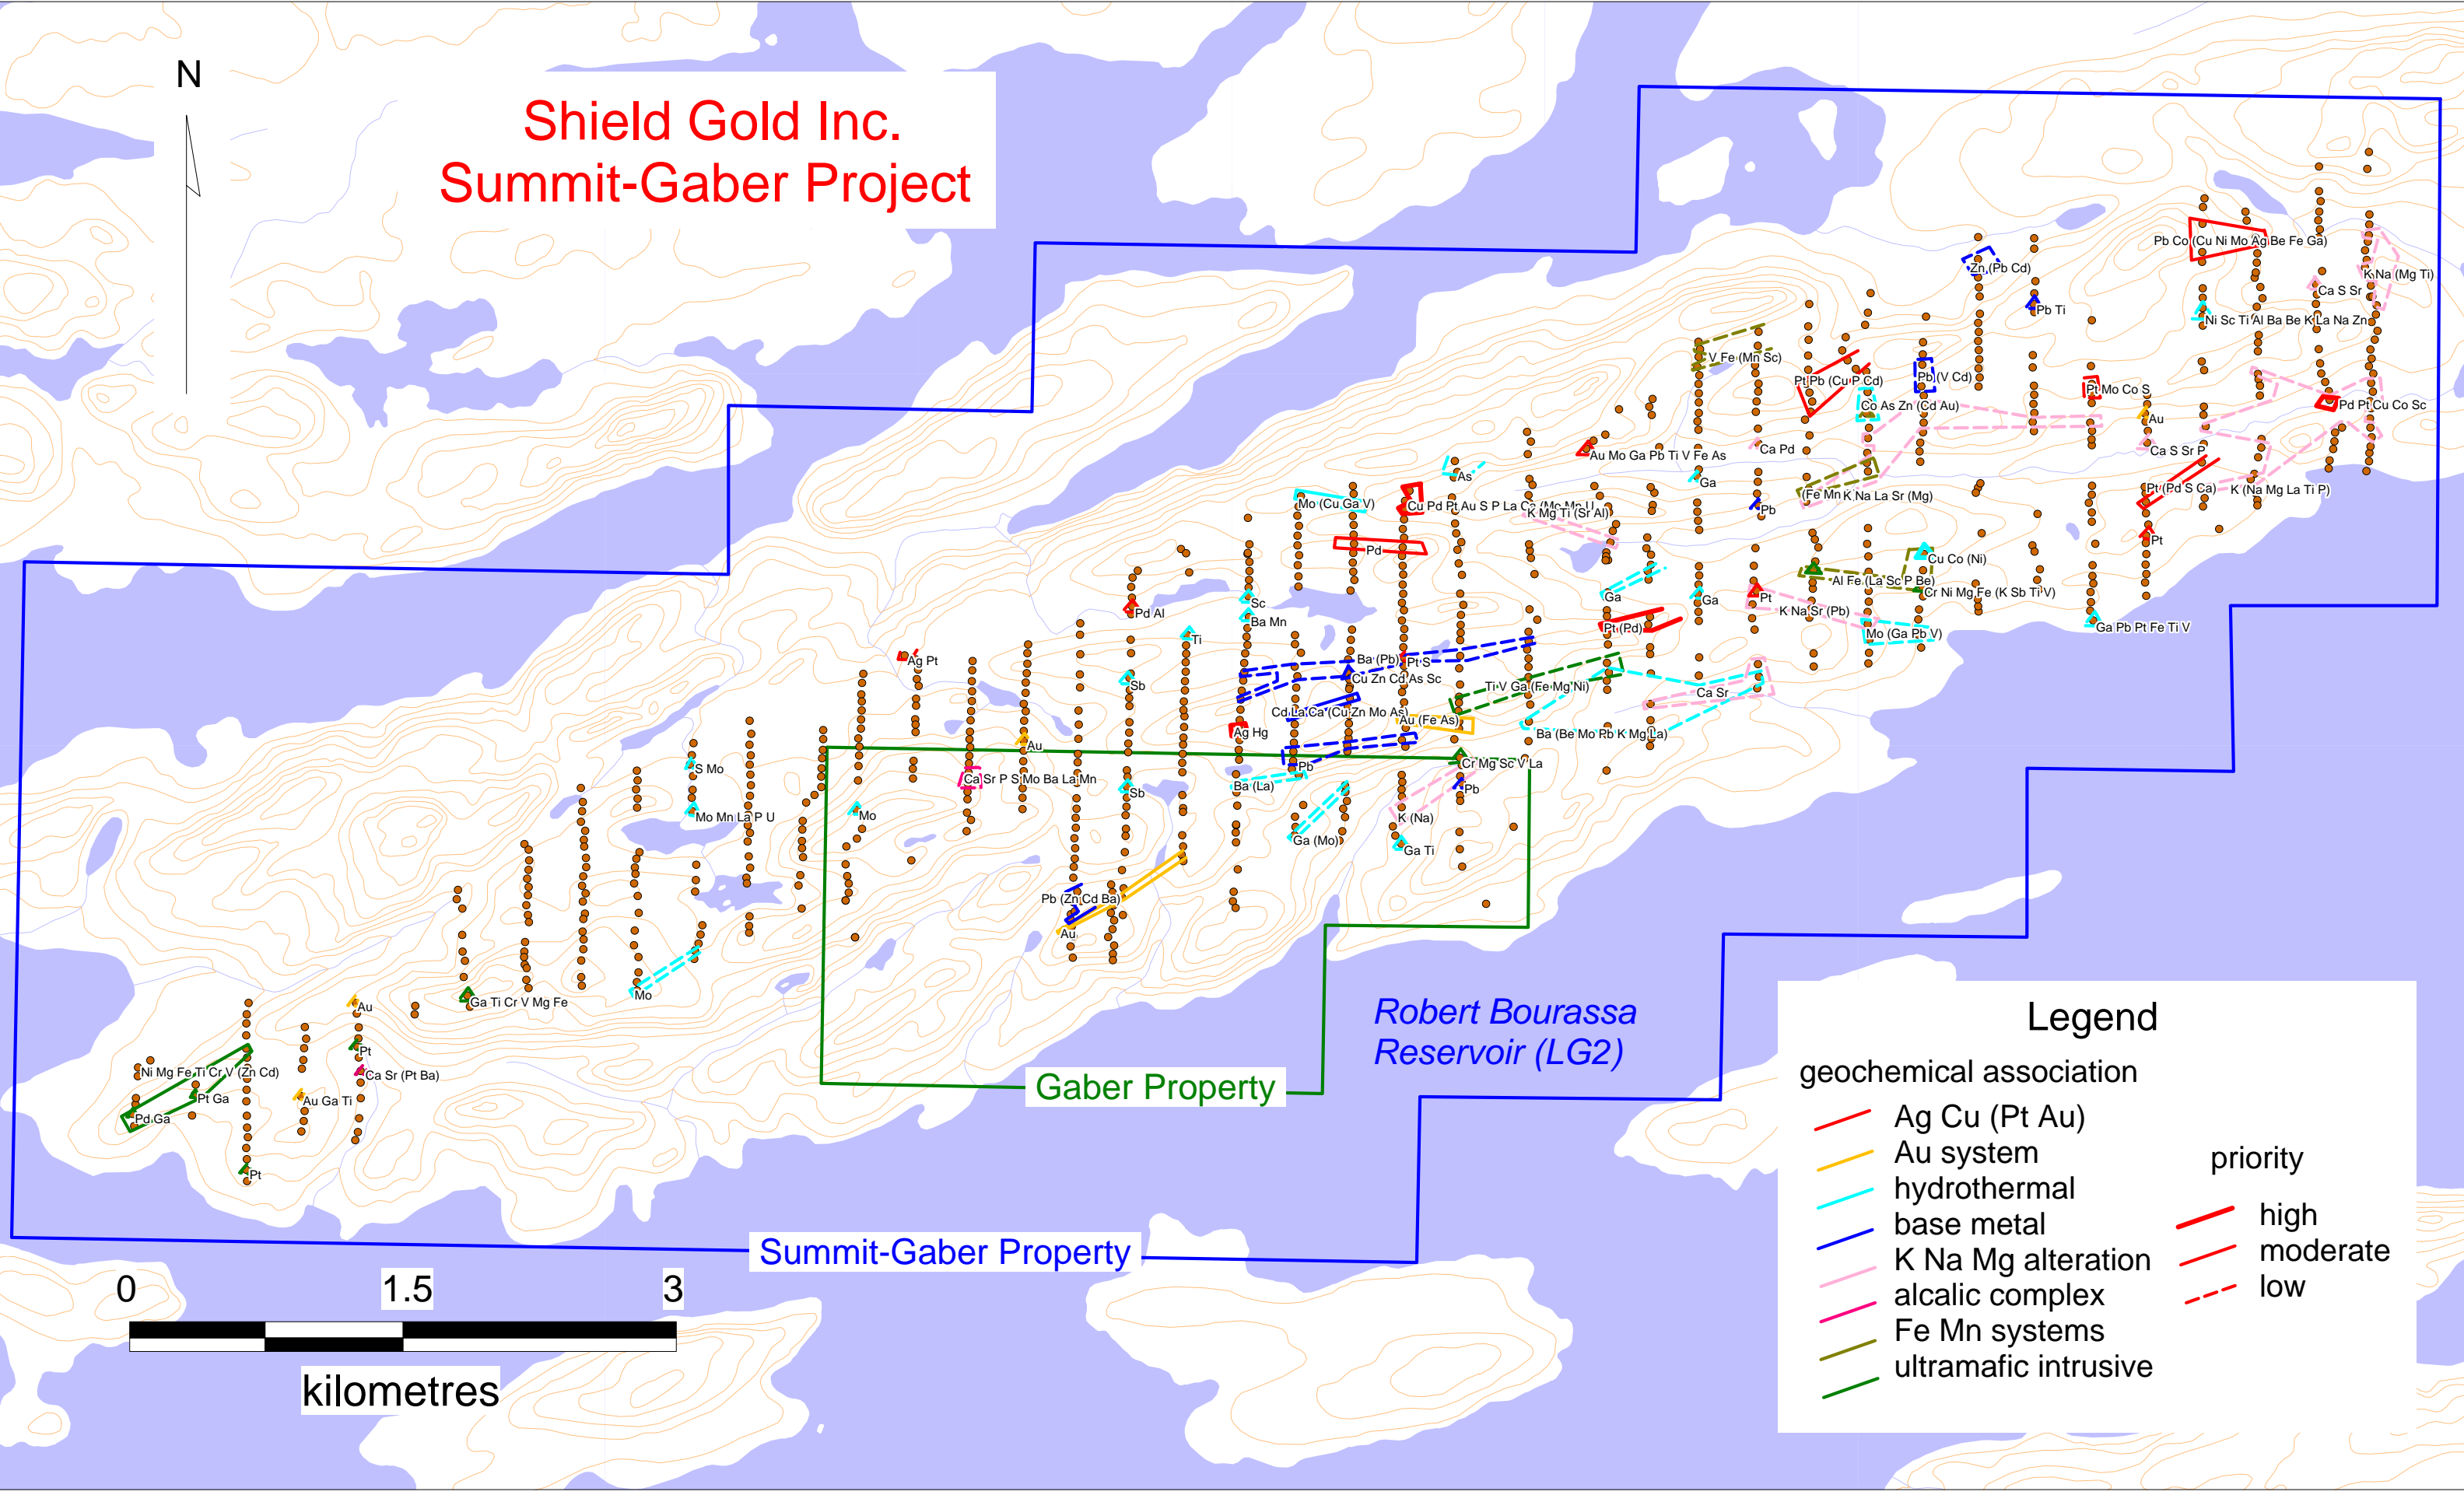 N
Shield Gold Inc.
Summit-Gaber Project
Pb Co (Cu Ni Mo Ag Be Fe Ga)
Zn (Pb Cd)
K Na (Mg Ti)
Ca S Sr
Pb Ti
Ni Sc Ti Al Ba Be K La Na Zn
V Fe (Mn Sc)
Pt Pb (Cu P Cd)
Pb (V Cd)
Pt Mo Co S
Co As Zn (Cd Au)
Pd Pt Cu Co Sc
Au
Ca Pd
Ca S Sr P
Au Mo Ga Pb Ti V Fe As
As
Ga
Pt (Pd S Ca)
K (Na Mg La Ti P)
(Fe Mn
K Na La Sr (Mg)
Mo (Cu Ga V)
Cu Pd Pt Au S P La
K Mg Ti (Sr Al)
Pb
Pt
Pd
Cu Co (Ni)
Al Fe (La Sc P Be)
Cr Ni Mg Fe (K Sb Ti V)
Ga
Ga
Pt
Sc
K Na Sr (Pb)
Pd Al
Ba Mn
Ga Pb Pt Fe Ti V
Pt (Pd)
Mo (Ga Pb V)
Ti
Ag Pt
Ba (Pb)
Pt S
Cu Zn Cd As Sc
Sb
Ti V Ga (Fe Mg Ni)
Ca Sr
Cd La Ca (Cu Zn Mo As)
Au (Fe As)
Ag Hg
Ba (Be Mo Pb K Mg La)
Au
S Mo
Pb
Cr Mg Sc V La
Ca Sr P S Mo Ba La Mn
Ba (La)
Sb
Pb
Mo Mn La P U
Mo
K (Na)
Ga (Mo)
Ga Ti
Pb (Zn Cd Ba)
Au
Mo
Ga Ti Cr V Mg Fe
Au
Pt
Ni Mg Fe Ti Cr V (Zn Cd)
Ca Sr (Pt Ba)
Pt Ga
Au Ga Ti
Pd Ga
Pt
Robert Bourassa
Reservoir (LG2)
Gaber Property
Summit-Gaber Property
0 1.5 3
kilometres
Legend
geochemical association
Ag Cu (Pt Au)
Au system
hydrothermal
base metal
K Na Mg alteration
alcalic complex
Fe Mn systems
ultramafic intrusive
priority
high
moderate
low